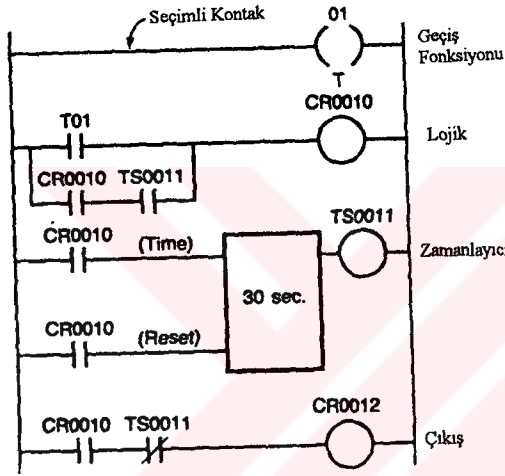 Seçimli Kontak
01
Geçiş
Fonksiyonu
T
CR0010
T01
Lojik
CR0010 TS0011
TS0011
CR0010 (Time)
Zamanlayıcı
30 sec.
CR0010 (Reset)
CR0012
CR0010 TS0011
Çıkış